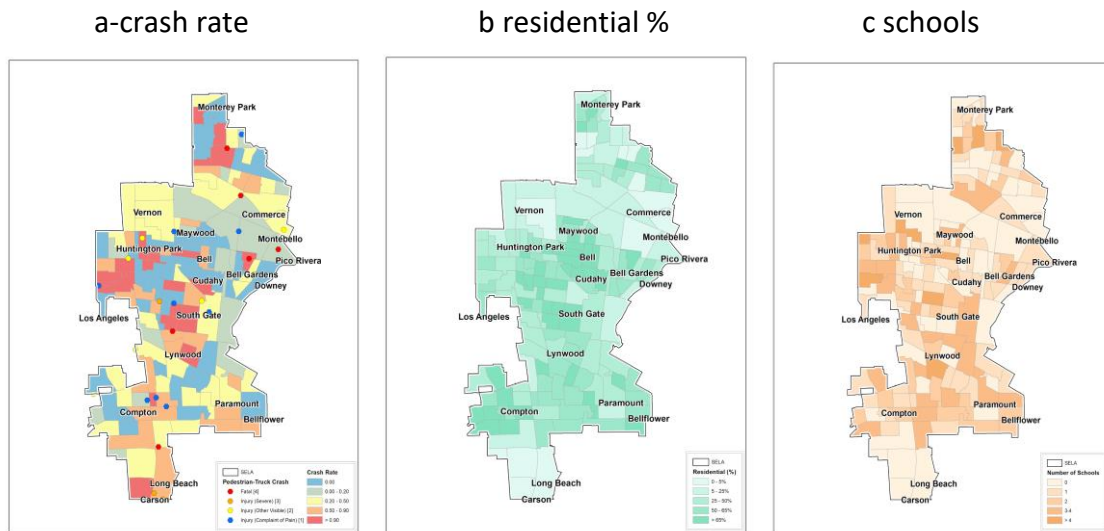 a-crash rate
b residential %
c schools
Monterey Park
Vernon
Commerce
Maywood
Montebello
Huntington Park
Bell
Pico Rivera
Bell Gardens
Cudahy
Downey
Los Angeles
South Gate
Lynwood
Compton
Paramount
Bellflower
Long Beach
Carson
SELA
Pedestrian-Truck Crash
Fatal [6]
Injury (Severe) [3]
Injury (Other Visible) [2]
Injury (Complaint of Pain) [1]
Crash Rate
0.00
0.00 - 0.20
0.20 - 0.50
0.50 - 0.90
> 0.90
Monterey Park
Vernon
Commerce
Maywood
Montebello
Huntington Park
Bell
Pico Rivera
Bell Gardens
Cudahy
Downey
Los Angeles
South Gate
Lynwood
Compton
Paramount
Bellflower
Long Beach
Carson
SELA
Residential (%)
0 - 5%
5 - 25%
25 - 50%
50 - 65%
> 65%
Monterey Park
Vernon
Commerce
Maywood
Montebello
Huntington Park
Bell
Pico Rivera
Bell Gardens
Cudahy
Downey
Los Angeles
South Gate
Lynwood
Compton
Paramount
Bellflower
Long Beach
Carson
SELA
Number of Schools
0
1
2
3-4
> 4